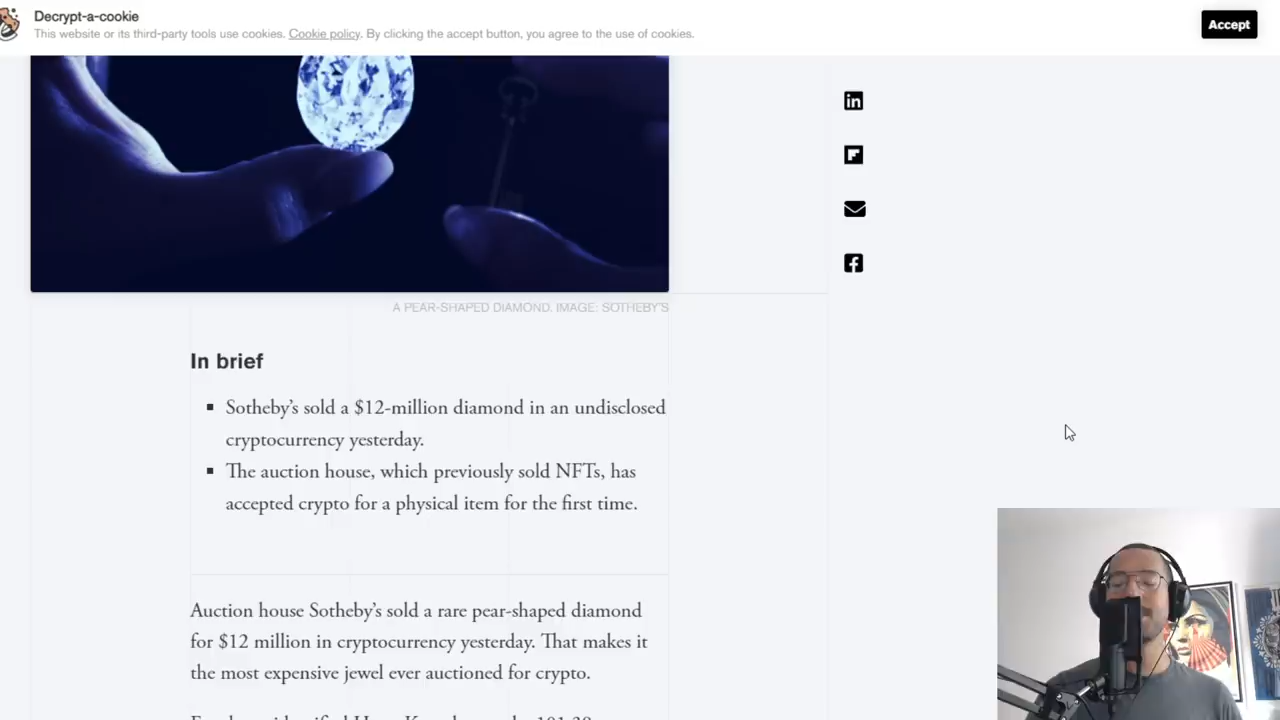 Decrypt-a-cookie
This website or its third-party tools use cookies. Cookie policy. By clicking the accept button, you agree to the use of cookies.
Accept
A PEAR-SHAPED DIAMOND. IMAGE: SOTHEBY'S
In brief
Sotheby's sold a $12-million diamond in an undisclosed
cryptocurrency yesterday.
The auction house, which previously sold NFTs, has
accepted crypto for a physical item for the first time.
Auction house Sotheby's sold a rare pear-shaped diamond
for $12 million in cryptocurrency yesterday. That makes it
the most expensive jewel ever auctioned for crypto.